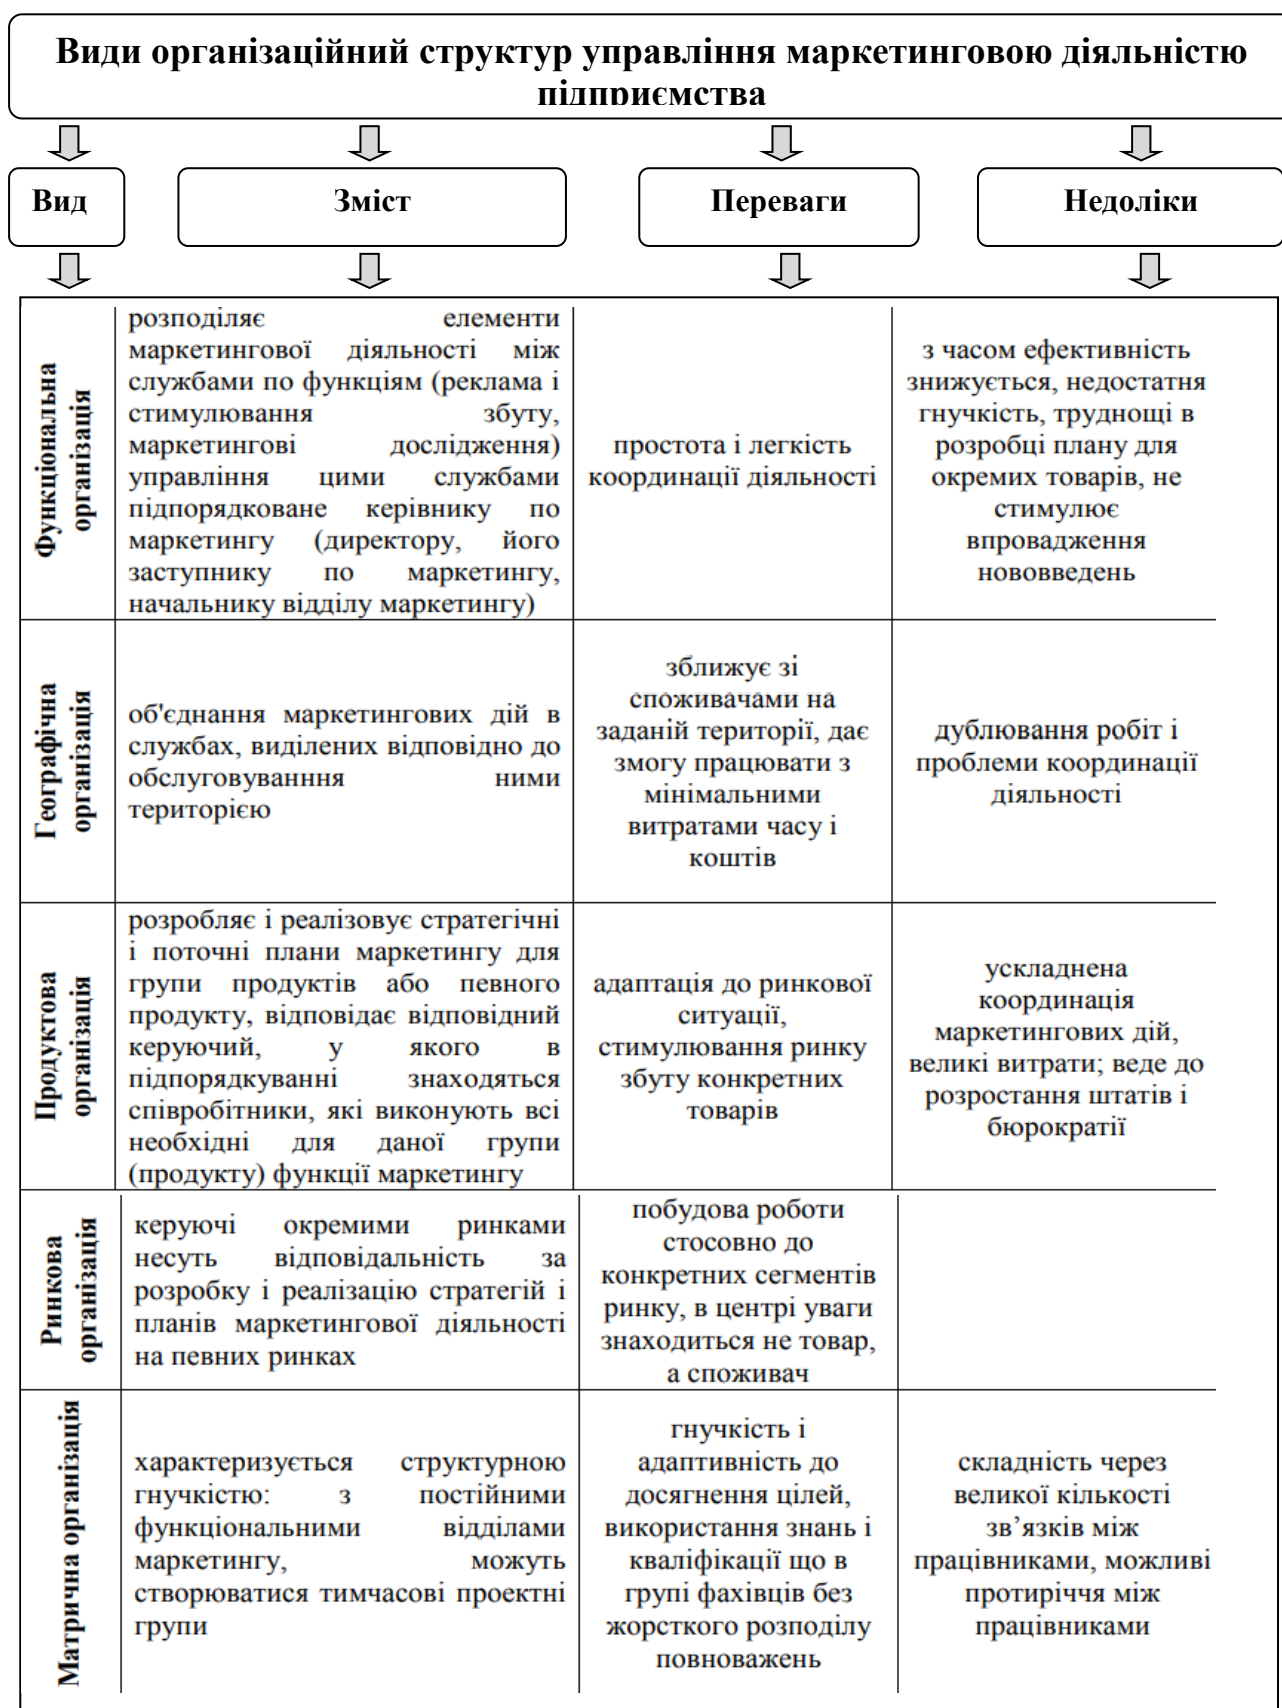 Види організаційний структур управління маркетинговою діяльністю
підприємства
Вид
Зміст
Переваги
Недоліки
Функціональна
організація
розподіляє елементи
маркетингової діяльності між
службами по функціям (реклама і
стимулювання збуту,
маркетингові дослідження)
управління цими службами
підпорядковане керівнику по
маркетингу (директору, його
заступнику по маркетингу,
начальнику відділу маркетингу)
простота і легкість
координації діяльності
з часом ефективність
знижується, недостатня
гнучкість, труднощі в
розробці плану для
окремих товарів, не
стимулює
впровадження
нововведень
Географічна
організація
об'єднання маркетингових дій в
службах, виділених відповідно до
обслуговуванння ними
територією
зближує зі
споживачами на
заданій території, дає
змогу працювати з
мінімальними
витратами часу і
коштів
дублювання робіт і
проблеми координації
діяльності
Продуктова
організація
розробляє і реалізовує стратегічні
і поточні плани маркетингу для
групи продуктів або певного
продукту, відповідає відповідний
керуючий, у якого в
підпорядкуванні знаходяться
співробітники, які виконують всі
необхідні для даної групи
(продукту) функції маркетингу
адаптація до ринкової
ситуації,
стимулювання ринку
збуту конкретних
товарів
ускладнена
координація
маркетингових дій,
великі витрати; веде до
розростання штатів і
бюрократії
Ринкова
організація
керуючі окремими ринками
несуть відповідальність за
розробку і реалізацію стратегій і
планів маркетингової діяльності
на певних ринках
побудова роботи
стосовно до
конкретних сегментів
ринку, в центрі уваги
знаходиться не товар,
а споживач
Матрична організація
характеризується структурною
гнучкістю: з постійними
функціональними відділами
маркетингу, можуть
створюватися тимчасові проектні
групи
гнучкість і
адаптивність до
досягнення цілей,
використання знань і
кваліфікації що в
групі фахівців без
жорсткого розподілу
повноважень
складність через
великої кількості
зв’язків між
працівниками, можливі
протиріччя між
працівниками